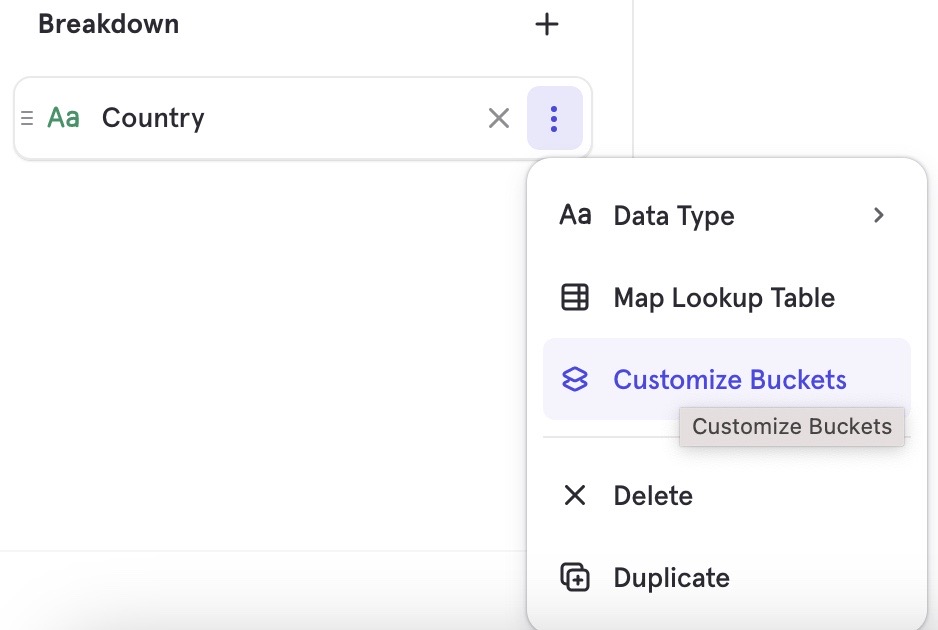 Breakdown
Aa Country
Aa Data Type
Map Lookup Table
Customize Buckets
Customize Buckets
Delete
Duplicate